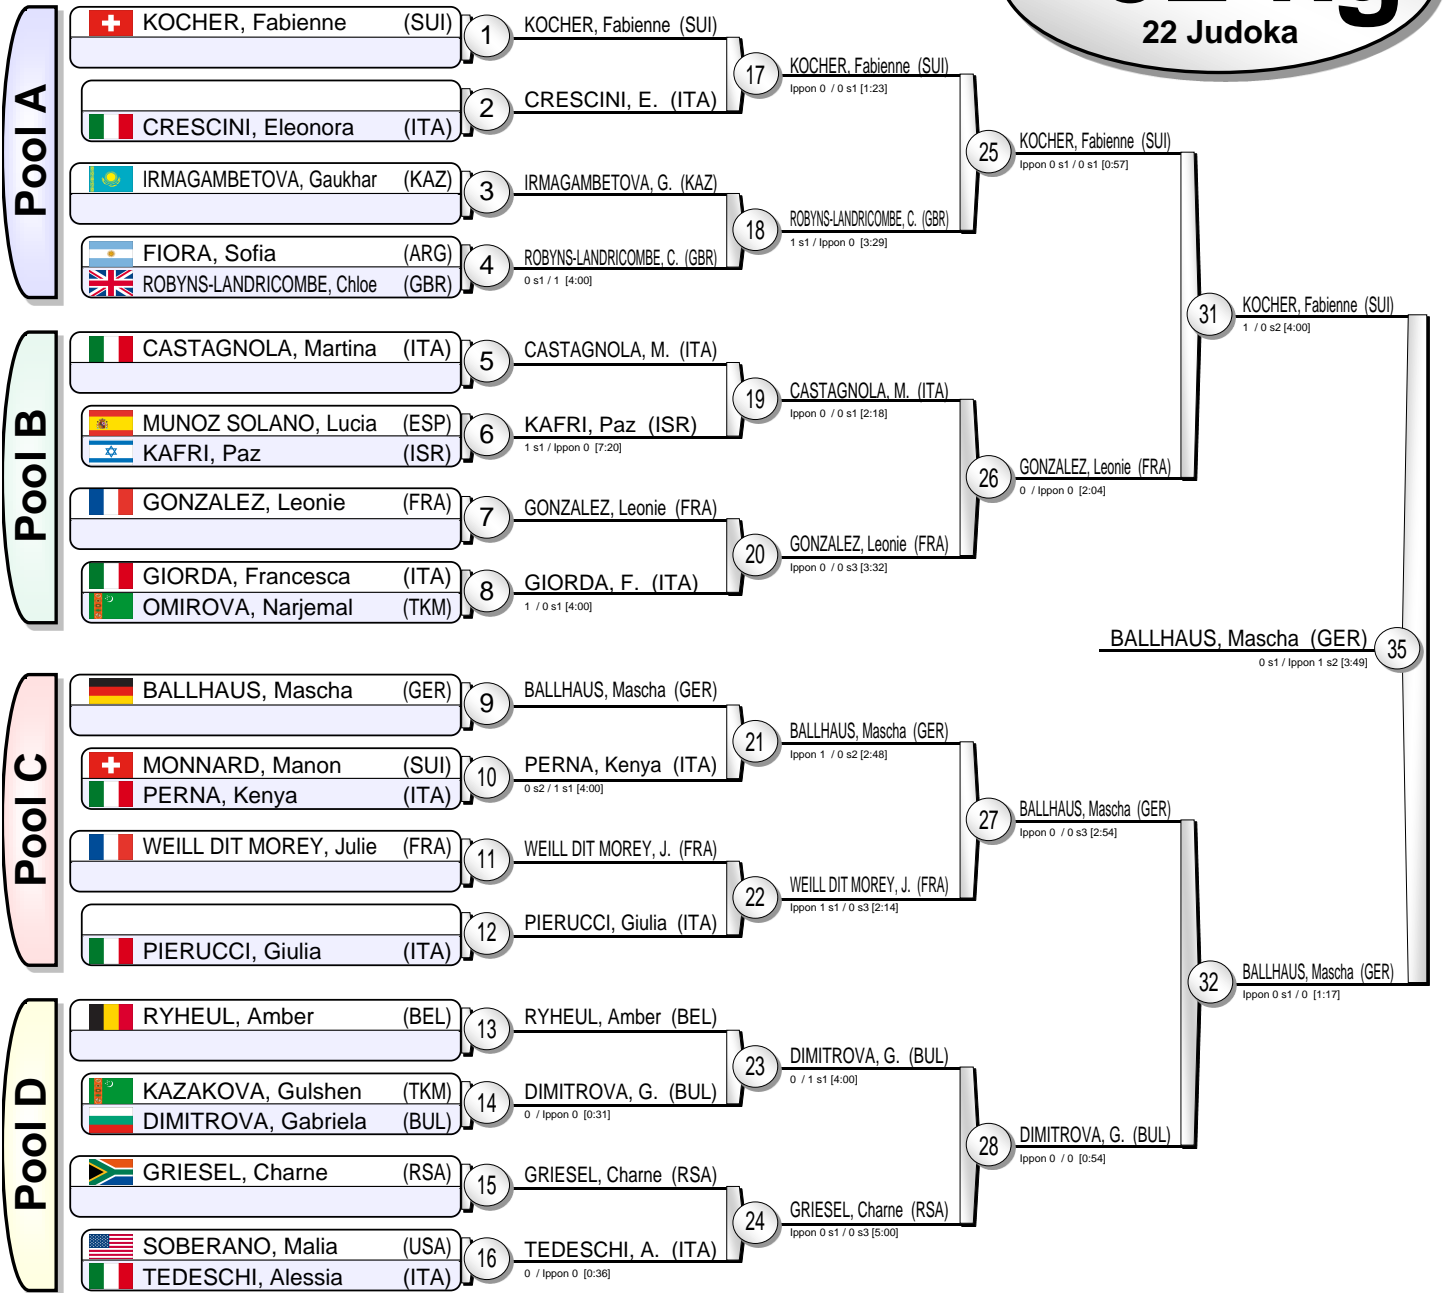 22 Judoka
Pool A
KOCHER, Fabienne (SUI)
CRESCINI, Eleonora (ITA)
IRMAGAMBETOVA, Gaukhar (KAZ)
FIORA, Sofia (ARG)
ROBYNS-LANDRICOMBE, Chloe (GBR)
Pool B
CASTAGNOLA, Martina (ITA)
MUNOZ SOLANO, Lucia (ESP)
KAFRI, Paz (ISR)
GONZALEZ, Leonie (FRA)
GIORDA, Francesca (ITA)
OMIROVA, Narjemal (TKM)
Pool C
BALLHAUS, Mascha (GER)
MONNARD, Manon (SUI)
PERNA, Kenya (ITA)
WEILL DIT MOREY, Julie (FRA)
PIERUCCI, Giulia (ITA)
Pool D
RYHEUL, Amber (BEL)
KAZAKOVA, Gulshen (TKM)
DIMITROVA, Gabriela (BUL)
GRIESEL, Charne (RSA)
SOBERANO, Malia (USA)
TEDESCHI, Alessia (ITA)
1
KOCHER, Fabienne (SUI)
2
CRESCINI, E. (ITA)
3
IRMAGAMBETOVA, G. (KAZ)
4
ROBYNS-LANDRICOMBE, C. (GBR)
0 s1 / 1 [4:00]
5
CASTAGNOLA, M. (ITA)
6
KAFRI, Paz (ISR)
1 s1 / Ippon 0 [7:20]
7
GONZALEZ, Leonie (FRA)
8
GIORDA, F. (ITA)
1 / 0 s1 [4:00]
9
BALLHAUS, Mascha (GER)
10
PERNA, Kenya (ITA)
0 s2 / 1 s1 [4:00]
11
WEILL DIT MOREY, J. (FRA)
12
PIERUCCI, Giulia (ITA)
13
RYHEUL, Amber (BEL)
14
DIMITROVA, G. (BUL)
0 / Ippon 0 [0:31]
15
GRIESEL, Charne (RSA)
16
TEDESCHI, A. (ITA)
0 / Ippon 0 [0:36]
17
KOCHER, Fabienne (SUI)
Ippon 0 / 0 s1 [1:23]
18
ROBYNS-LANDRICOMBE, C. (GBR)
1 s1 / Ippon 0 [3:29]
19
CASTAGNOLA, M. (ITA)
Ippon 0 / 0 s1 [2:18]
20
GONZALEZ, Leonie (FRA)
Ippon 0 / 0 s3 [3:32]
21
BALLHAUS, Mascha (GER)
Ippon 1 / 0 s2 [2:48]
22
WEILL DIT MOREY, J. (FRA)
Ippon 1 s1 / 0 s3 [2:14]
23
DIMITROVA, G. (BUL)
0 / 1 s1 [4:00]
24
GRIESEL, Charne (RSA)
Ippon 0 s1 / 0 s3 [5:00]
25
KOCHER, Fabienne (SUI)
Ippon 0 s1 / 0 s1 [0:57]
26
GONZALEZ, Leonie (FRA)
0 / Ippon 0 [2:04]
27
BALLHAUS, Mascha (GER)
Ippon 0 / 0 s3 [2:54]
28
DIMITROVA, G. (BUL)
Ippon 0 / 0 [0:54]
31
KOCHER, Fabienne (SUI)
1 / 0 s2 [4:00]
32
BALLHAUS, Mascha (GER)
Ippon 0 s1 / 0 [1:17]
BALLHAUS, Mascha (GER)
35
0 s1 / Ippon 1 s2 [3:49]